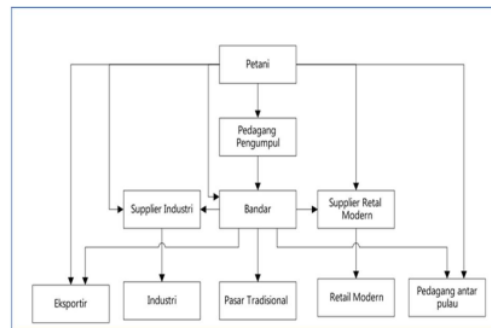 Petani
Pedagang
Pengumpul
Supplier Industri
Bandar
Supplier Retal
Modern
Eksportir
Industri
Pasar Tradisional
Retail Modern
Pedagang antar
pulau